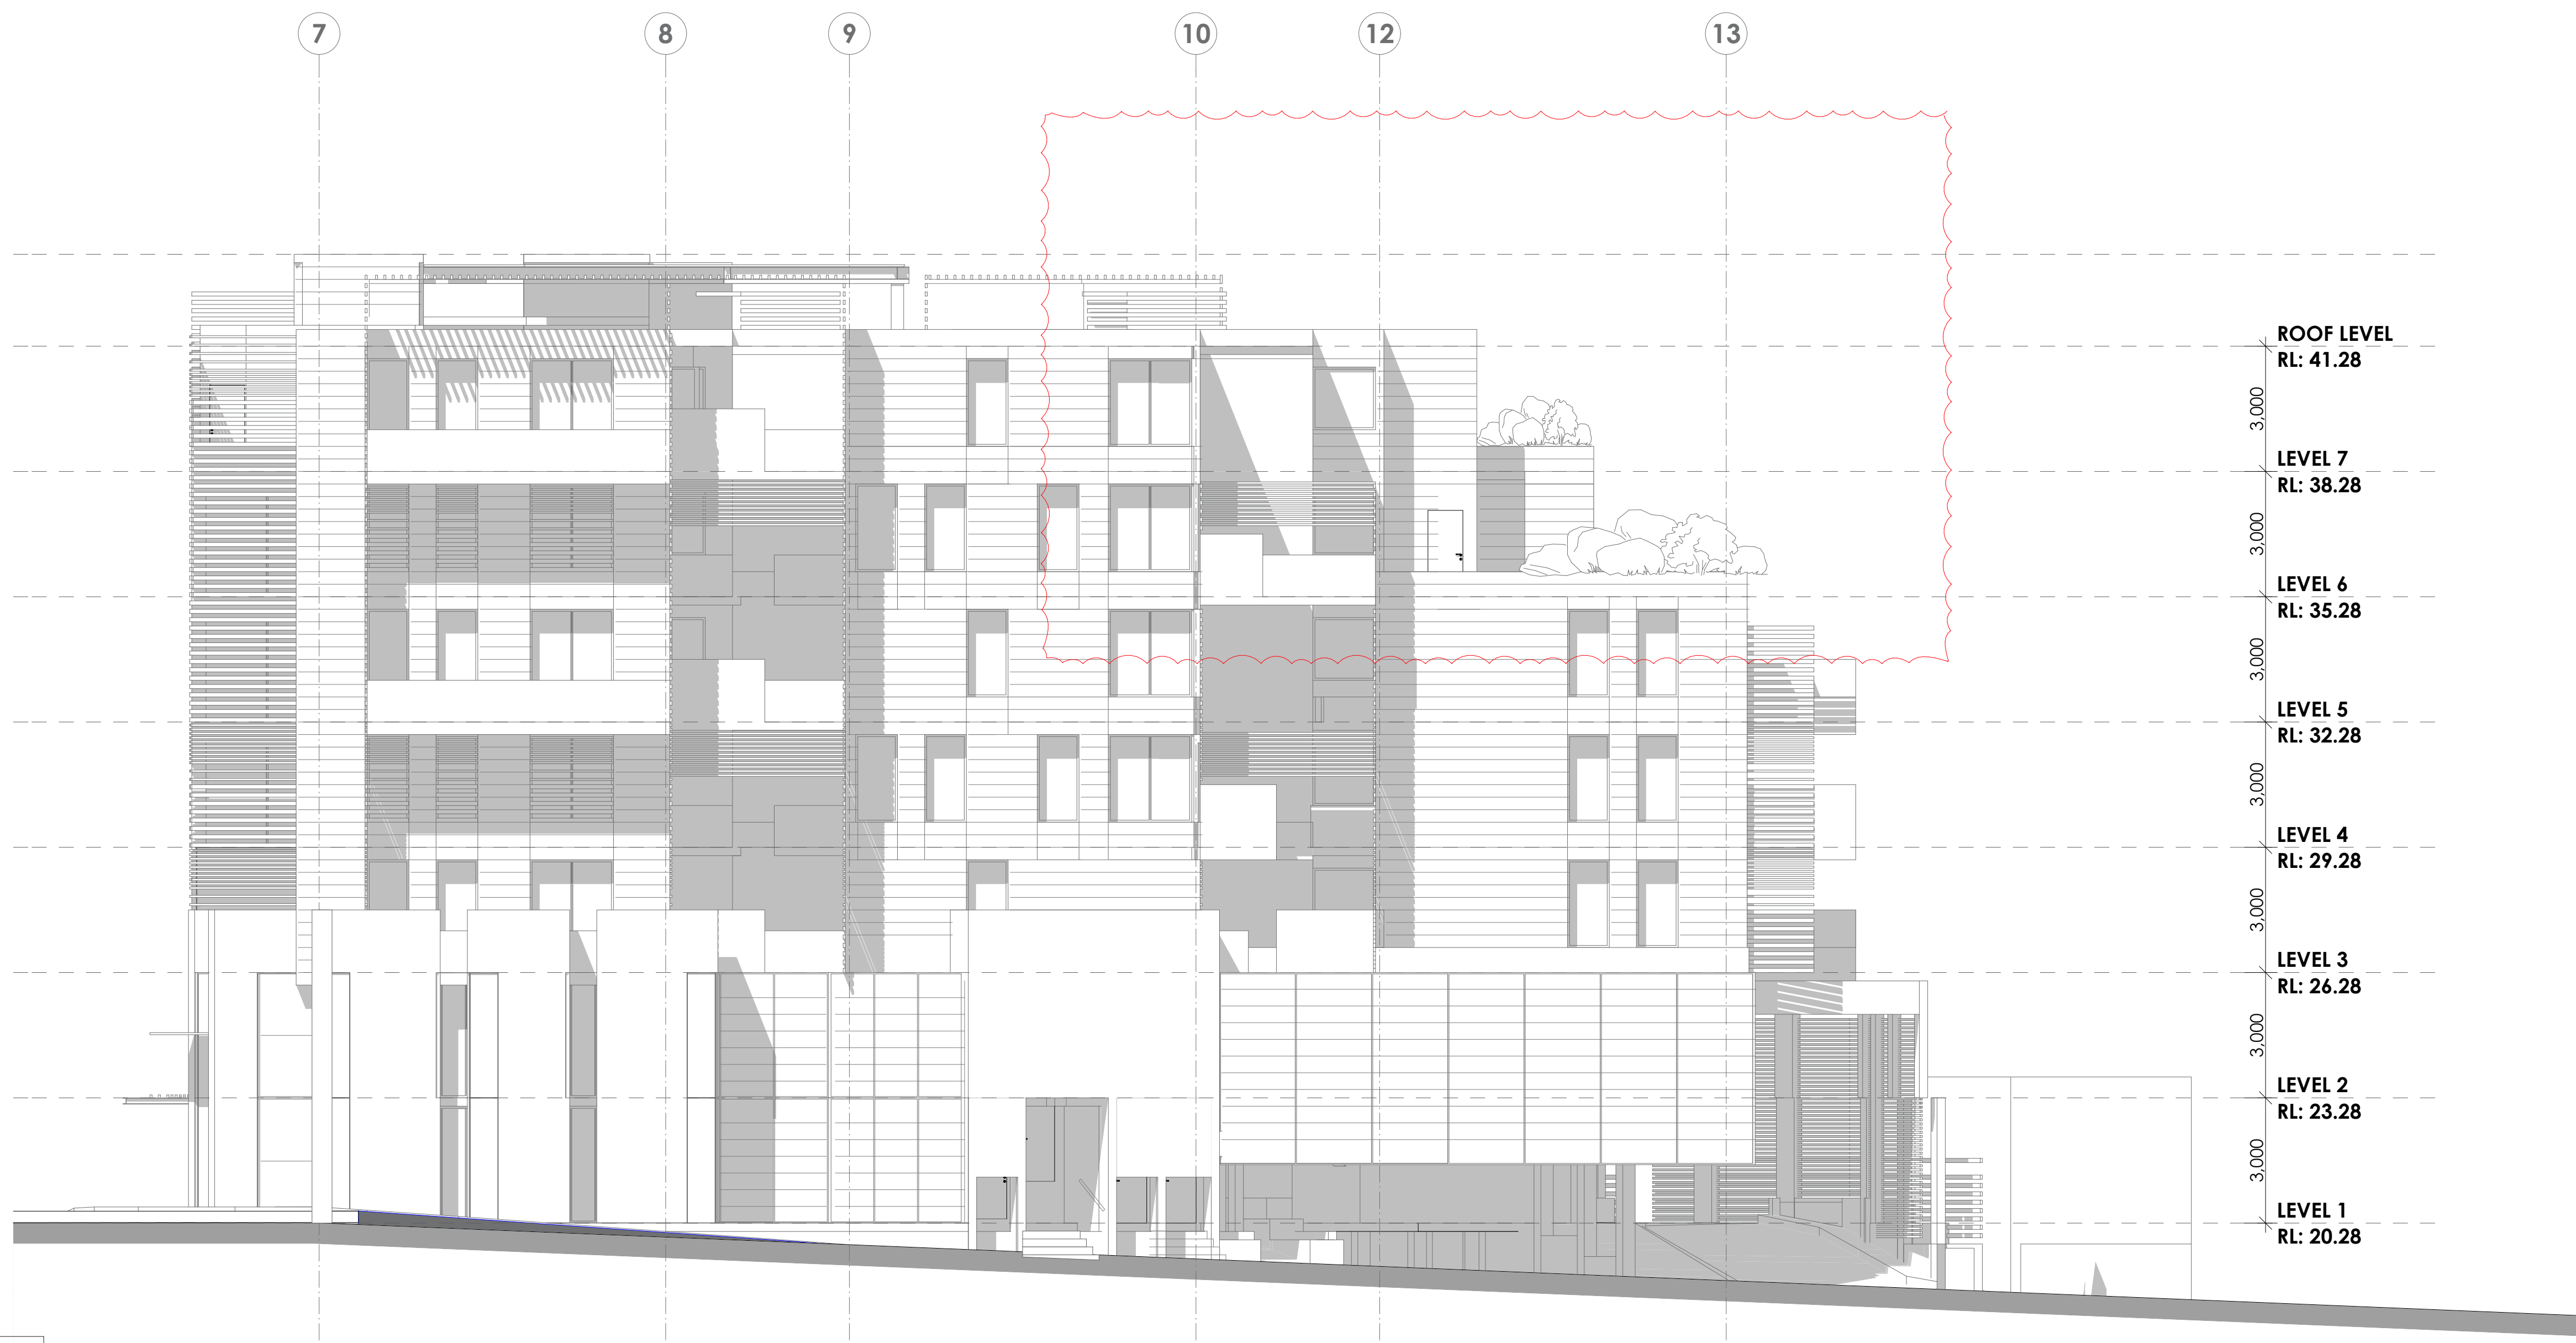 7 8 9 10 12 13
ROOF LEVEL
RL: 41.28
3,000
LEVEL 7
RL: 38.28
3,000
LEVEL 6
RL: 35.28
3,000
LEVEL 5
RL: 32.28
3,000
LEVEL 4
RL: 29.28
3,000
LEVEL 3
RL: 26.28
3,000
LEVEL 2
RL: 23.28
3,000
LEVEL 1
RL: 20.28